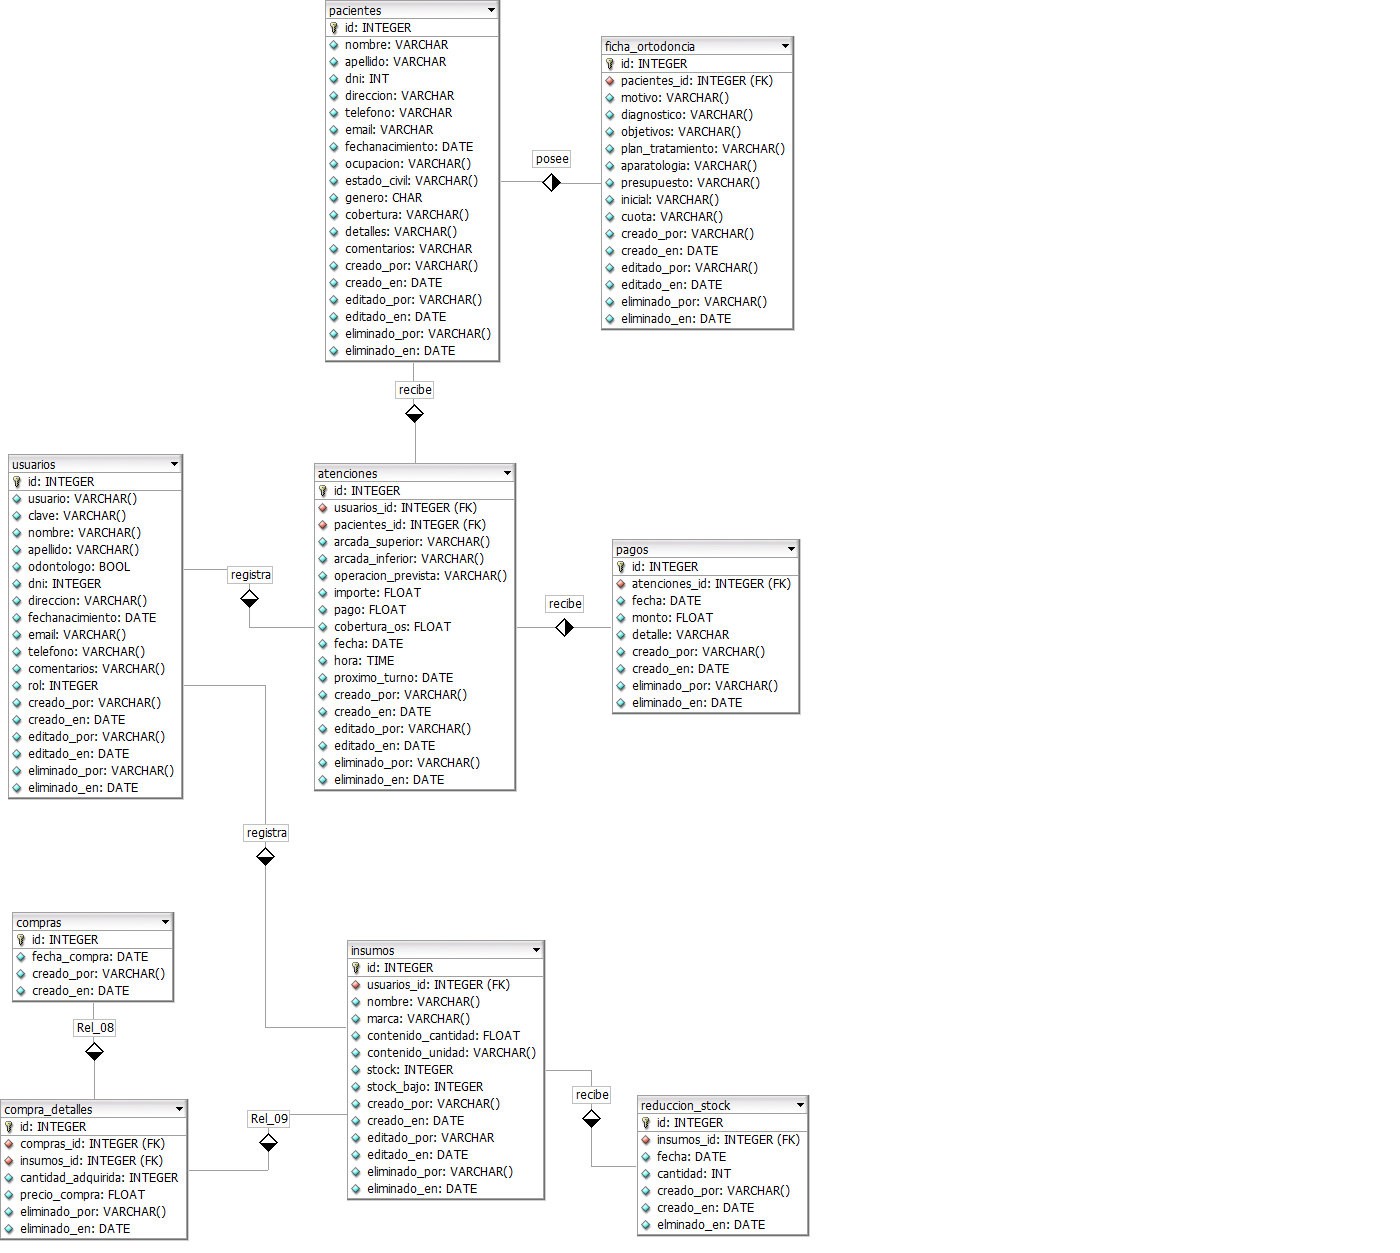 pacientes
id: INTEGER
nombre: VARCHAR
apellido: VARCHAR
dni: INT
direccion: VARCHAR
telefono: VARCHAR
email: VARCHAR
fechanacimiento: DATE
ocupacion: VARCHAR()
estado_civil: VARCHAR()
genero: CHAR
cobertura: VARCHAR()
detalles: VARCHAR()
comentarios: VARCHAR
creado_por: VARCHAR()
creado_en: DATE
editado_por: VARCHAR()
editado_en: DATE
eliminado_por: VARCHAR()
eliminado_en: DATE
posee
ficha_ortodoncia
id: INTEGER
pacientes_id: INTEGER (FK)
motivo: VARCHAR()
diagnostico: VARCHAR()
objetivos: VARCHAR()
plan_tratamiento: VARCHAR()
aparatologia: VARCHAR()
presupuesto: VARCHAR()
inicial: VARCHAR()
cuota: VARCHAR()
creado_por: VARCHAR()
creado_en: DATE
editado_por: VARCHAR()
editado_en: DATE
eliminado_por: VARCHAR()
eliminado_en: DATE
recibe
usuarios
id: INTEGER
usuario: VARCHAR()
clave: VARCHAR()
nombre: VARCHAR()
apellido: VARCHAR()
odontologo: BOOL
dni: INTEGER
direccion: VARCHAR()
fechanacimiento: DATE
email: VARCHAR()
telefono: VARCHAR()
comentarios: VARCHAR()
rol: INTEGER
creado_por: VARCHAR()
creado_en: DATE
editado_por: VARCHAR()
editado_en: DATE
eliminado_por: VARCHAR()
eliminado_en: DATE
registra
atenciones
id: INTEGER
usuarios_id: INTEGER (FK)
pacientes_id: INTEGER (FK)
arcada_superior: VARCHAR()
arcada_inferior: VARCHAR()
operacion_prevista: VARCHAR()
importe: FLOAT
pago: FLOAT
cobertura_os: FLOAT
fecha: DATE
hora: TIME
proximo_turno: DATE
creado_por: VARCHAR()
creado_en: DATE
editado_por: VARCHAR()
editado_en: DATE
eliminado_por: VARCHAR()
eliminado_en: DATE
recibe
pagos
id: INTEGER
atenciones_id: INTEGER (FK)
fecha: DATE
monto: FLOAT
detalle: VARCHAR
creado_por: VARCHAR()
creado_en: DATE
eliminado_por: VARCHAR()
eliminado_en: DATE
registra
compras
id: INTEGER
fecha_compra: DATE
creado_por: VARCHAR()
creado_en: DATE
Rel_08
compra_detalles
id: INTEGER
compras_id: INTEGER (FK)
insumos_id: INTEGER (FK)
cantidad_adquirida: INTEGER
precio_compra: FLOAT
eliminado_por: VARCHAR()
eliminado_en: DATE
Rel_09
insumos
id: INTEGER
usuarios_id: INTEGER (FK)
nombre: VARCHAR()
marca: VARCHAR()
contenido_cantidad: FLOAT
contenido_unidad: VARCHAR()
stock: INTEGER
stock_bajo: INTEGER
creado_por: VARCHAR()
creado_en: DATE
editado_por: VARCHAR
editado_en: DATE
eliminado_por: VARCHAR()
eliminado_en: DATE
recibe
reduccion_stock
id: INTEGER
insumos_id: INTEGER (FK)
fecha: DATE
cantidad: INT
creado_por: VARCHAR()
creado_en: DATE
elminado_en: DATE